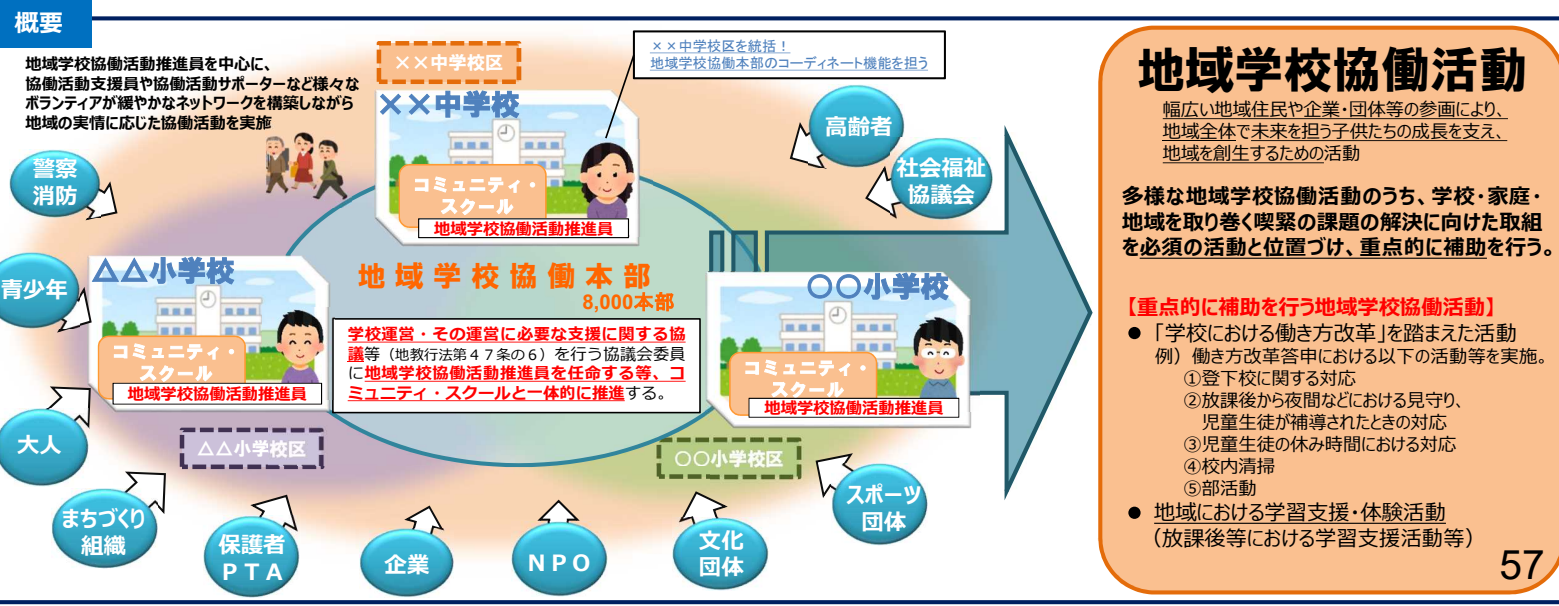 概要
地域学校協働活動推進員を中心に、
協働活動支援員や協働活動サポーターなど様々な
ボランティアが緩やかなネットワークを構築しながら
地域の実情に応じた協働活動を実施
××中学校区
××中学校
コミュニティ・
スクール
地域学校協働活動推進員
××中学校区を統括！
地域学校協働本部のコーディネート機能を担う
高齢者
社会福祉
協議会
警察
消防
青少年
大人
まちづくり
組織
保護者
ＰＴＡ
企業
ＮＰＯ
文化
団体
スポーツ
団体
△△小学校
コミュニティ・
スクール
地域学校協働活動推進員
△△小学校区
地域学校協働本部
8,000本部
学校運営・その運営に必要な支援に関する協
議等（地教行法第４７条の6）を行う協議会委員
に地域学校協働活動推進員を任命する等、コ
ミュニティ・スクールと一体的に推進する。
○○小学校
コミュニティ・
スクール
地域学校協働活動推進員
○○小学校区
地域学校協働活動
幅広い地域住民や企業・団体等の参画により、
地域全体で未来を担う子供たちの成長を支え、
地域を創生するための活動
多様な地域学校協働活動のうち、学校・家庭・
地域を取り巻く喫緊の課題の解決に向けた取組
を必須の活動と位置づけ、重点的に補助を行う。
【重点的に補助を行う地域学校協働活動】
● 「学校における働き方改革」を踏まえた活動
例）働き方改革答申における以下の活動等を実施。
①登下校に関する対応
②放課後から夜間などにおける見守り、
児童生徒が補導されたときの対応
③児童生徒の休み時間における対応
④校内清掃
⑤部活動
● 地域における学習支援・体験活動
（放課後等における学習支援活動等）
57